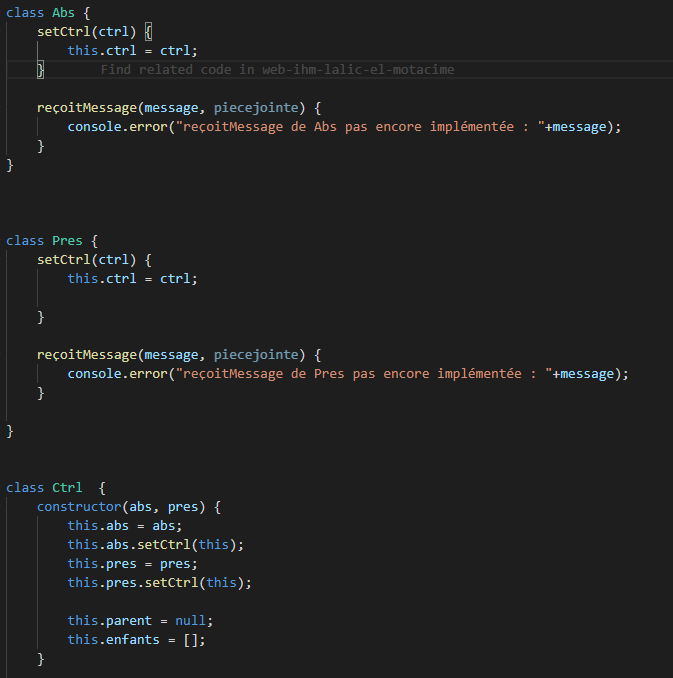 class Abs {
    setCtrl(ctrl) {
        this.ctrl = ctrl;
    }        Find related code in web-ihm-lalic-el-motacime

    reçoitMessage(message, piecejointe) {
        console.error("reçoitMessage de Abs pas encore implémentée : "+message);
    }
}

class Pres {
    setCtrl(ctrl) {
        this.ctrl = ctrl;

    }

    reçoitMessage(message, piecejointe) {
        console.error("reçoitMessage de Pres pas encore implémentée : "+message);
    }

}

class Ctrl  {
    constructor(abs, pres) {
        this.abs = abs;
        this.abs.setCtrl(this);
        this.pres = pres;
        this.pres.setCtrl(this);

        this.parent = null;
        this.enfants = [];
    }